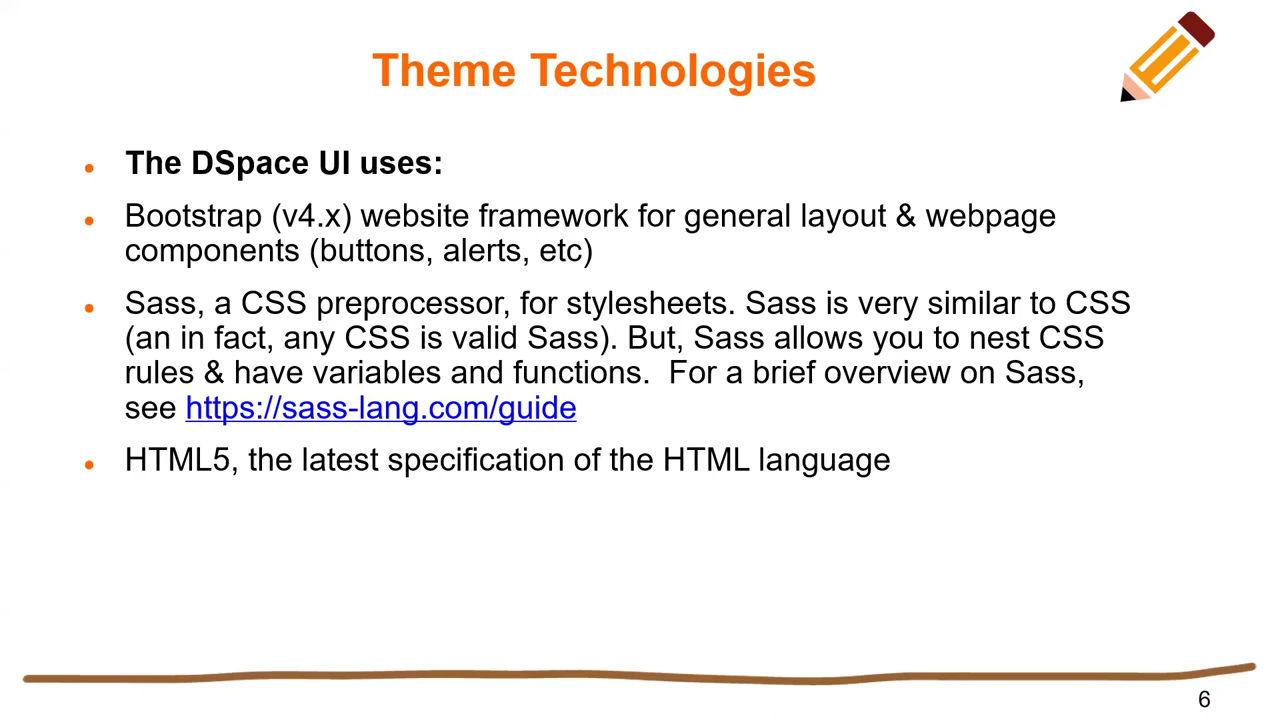 Theme Technologies
The DSpace UI uses:
Bootstrap (v4.x) website framework for general layout & webpage
components (buttons, alerts, etc)
Sass, a CSS preprocessor, for stylesheets. Sass is very similar to CSS
(an in fact, any CSS is valid Sass). But, Sass allows you to nest CSS
rules & have variables and functions.  For a brief overview on Sass,
see https://sass-lang.com/guide
HTML5, the latest specification of the HTML language
6